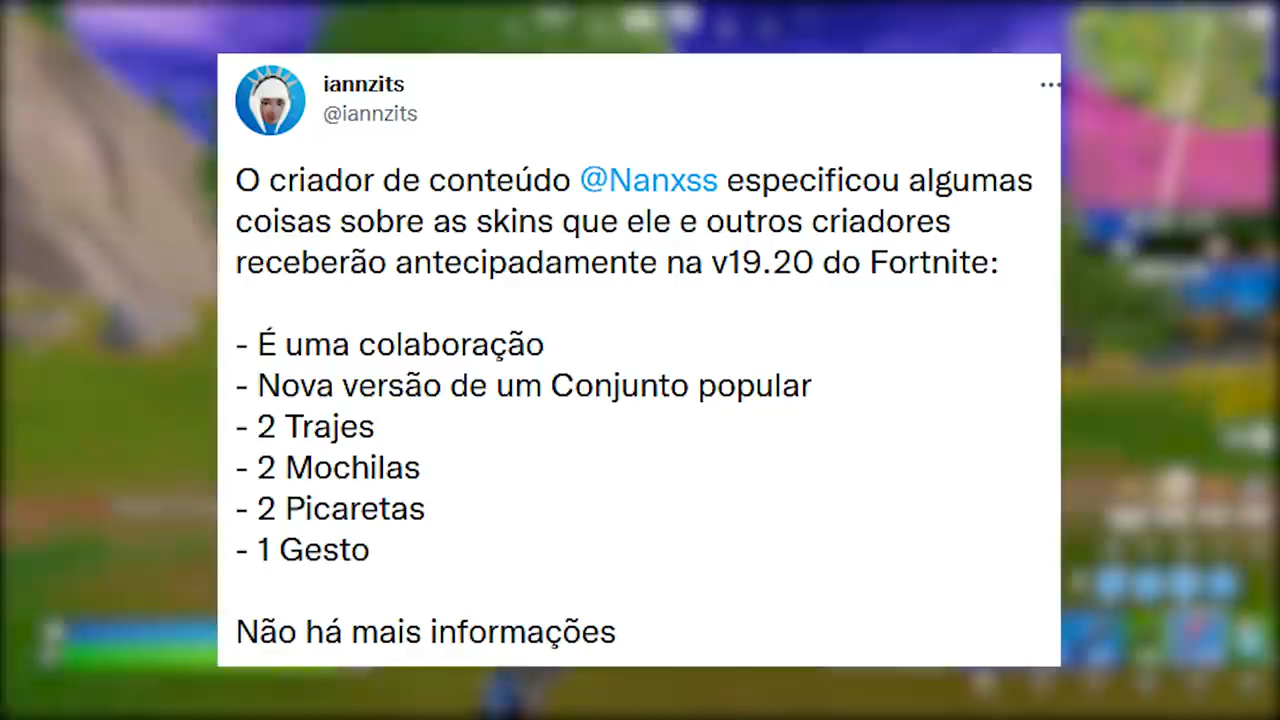 iannzits
@iannzits
O criador de conteúdo @Nanxss especificou algumas
coisas sobre as skins que ele e outros criadores
receberão antecipadamente na v19.20 do Fortnite:
- É uma colaboração
- Nova versão de um Conjunto popular
- 2 Trajes
- 2 Mochilas
- 2 Picaretas
- 1 Gesto
Não há mais informações